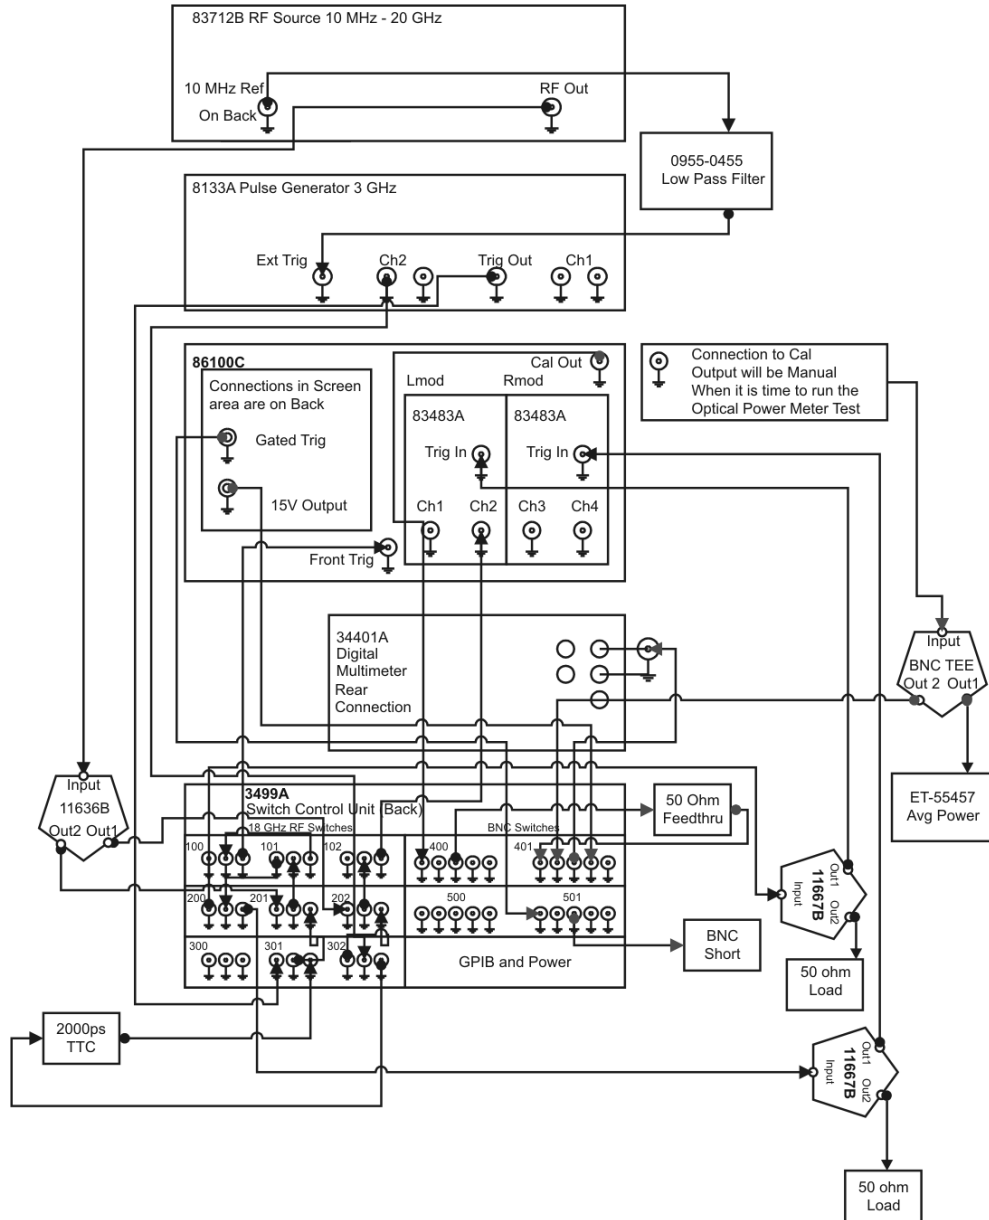 83712B RF Source 10 MHz - 20 GHz
10 MHz Ref
On Back
RF Out
0955-0455
Low Pass Filter
8133A Pulse Generator 3 GHz
Ext Trig
Ch2
Trig Out
Ch1
86100C
Connections in Screen
area are on Back
Gated Trig
15V Output
Front Trig
Cal Out
Lmod
Rmod
83483A
83483A
Trig In
Trig In
Ch1
Ch2
Ch3
Ch4
Connection to Cal
Output will be Manual
When it is time to run the
Optical Power Meter Test
34401A
Digital
Multimeter
Rear
Connection
Input
BNC TEE
Out 2 Out1
ET-55457
Avg Power
Input
11636B
Out2 Out1
3499A
Switch Control Unit (Back)
18 GHz RF Switches
BNC Switches
100
101
102
400
401
200
201
202
500
501
300
301
302
GPIB and Power
50 Ohm
Feedthru
BNC
Short
Out1
Out2
11667B
Input
50 ohm
Load
2000ps
TTC
Out1
Out2
11667B
Input
50 ohm
Load